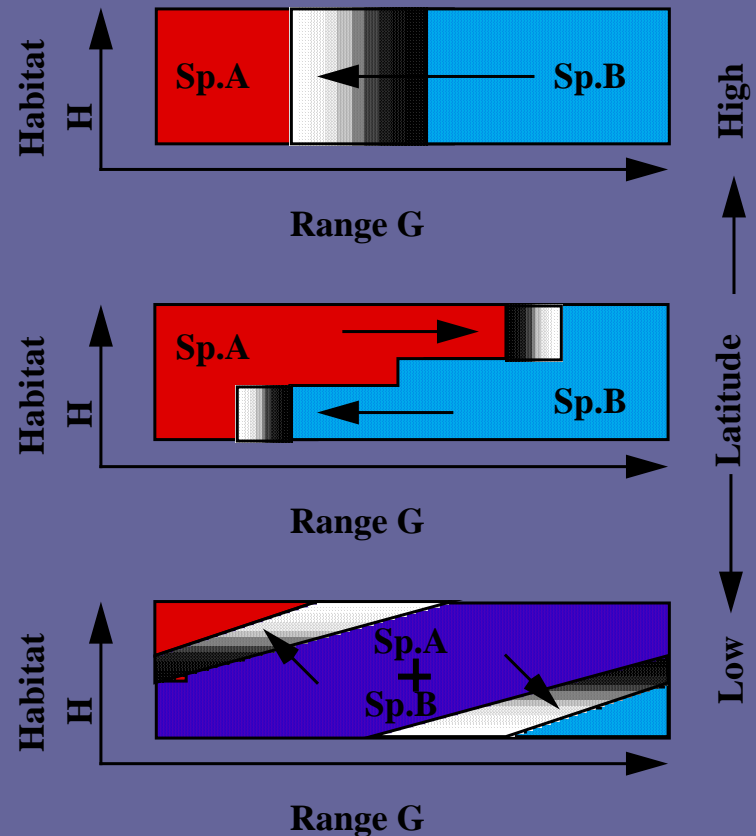 Habitat
H
Sp.A
Sp.B
Range G
Habitat
H
Sp.A
Sp.B
Range G
Habitat
H
Sp.A
+
Sp.B
Range G
High
Latitude
Low